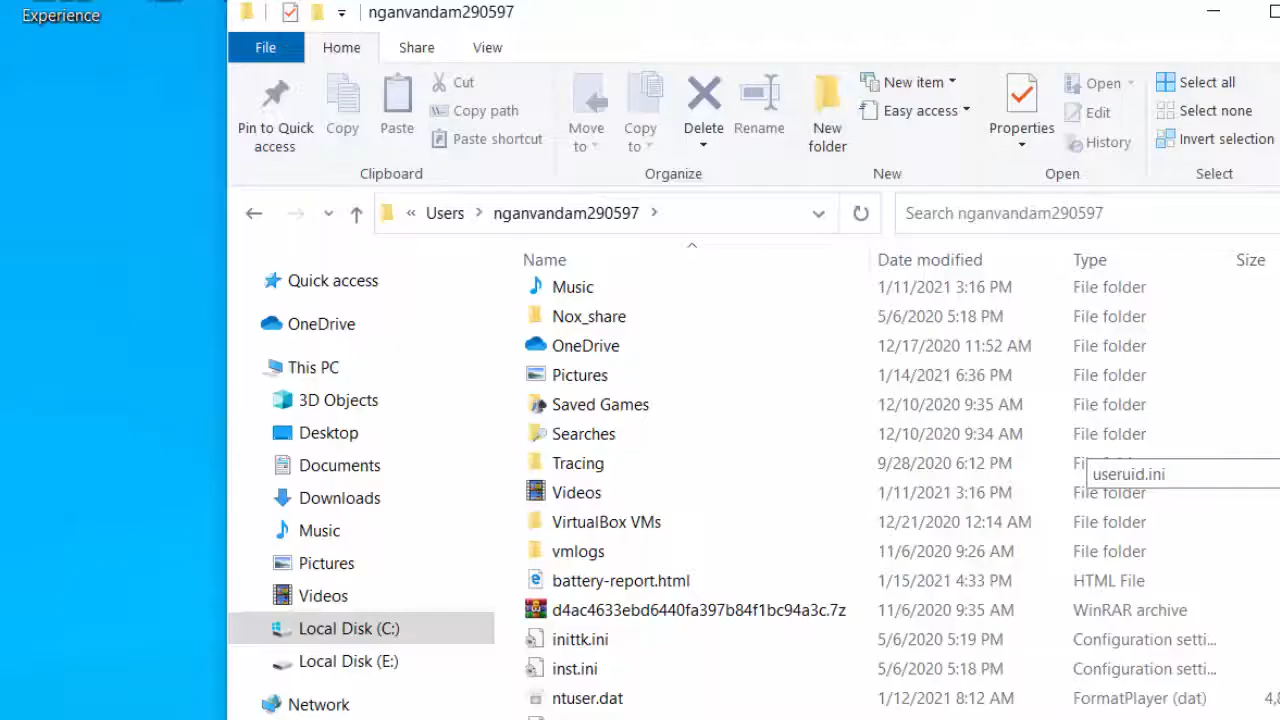 Experience
nganvandam290597
File Home Share View
Pin to Quick access
Copy
Paste
Cut
Copy path
Paste shortcut
Clipboard
Move to
Copy to
Delete
Rename
Organize
New folder
New item
Easy access
New
Properties
Open
Edit
History
Open
Select all
Select none
Invert selection
Select
« Users > nganvandam290597 >
Search nganvandam290597
Quick access
OneDrive
This PC
3D Objects
Desktop
Documents
Downloads
Music
Pictures
Videos
Local Disk (C:)
Local Disk (E:)
Network
Name Date modified Type Size
Music 1/11/2021 3:16 PM File folder
Nox_share 5/6/2020 5:18 PM File folder
OneDrive 12/17/2020 11:52 AM File folder
Pictures 1/14/2021 6:36 PM File folder
Saved Games 12/10/2020 9:35 AM File folder
Searches 12/10/2020 9:34 AM File folder
Tracing 9/28/2020 6:12 PM
useruid.ini
Videos 1/11/2021 3:16 PM File folder
VirtualBox VMs 12/21/2020 12:14 AM File folder
vmlogs 11/6/2020 9:26 AM File folder
battery-report.html 1/15/2021 4:33 PM HTML File
d4ac4633ebd6440fa397b84f1bc94a3c.7z 11/6/2020 9:35 AM WinRAR archive
inittk.ini 5/6/2020 5:19 PM Configuration setti...
inst.ini 5/6/2020 5:18 PM Configuration setti...
ntuser.dat 1/12/2021 8:12 AM FormatPlayer (dat)